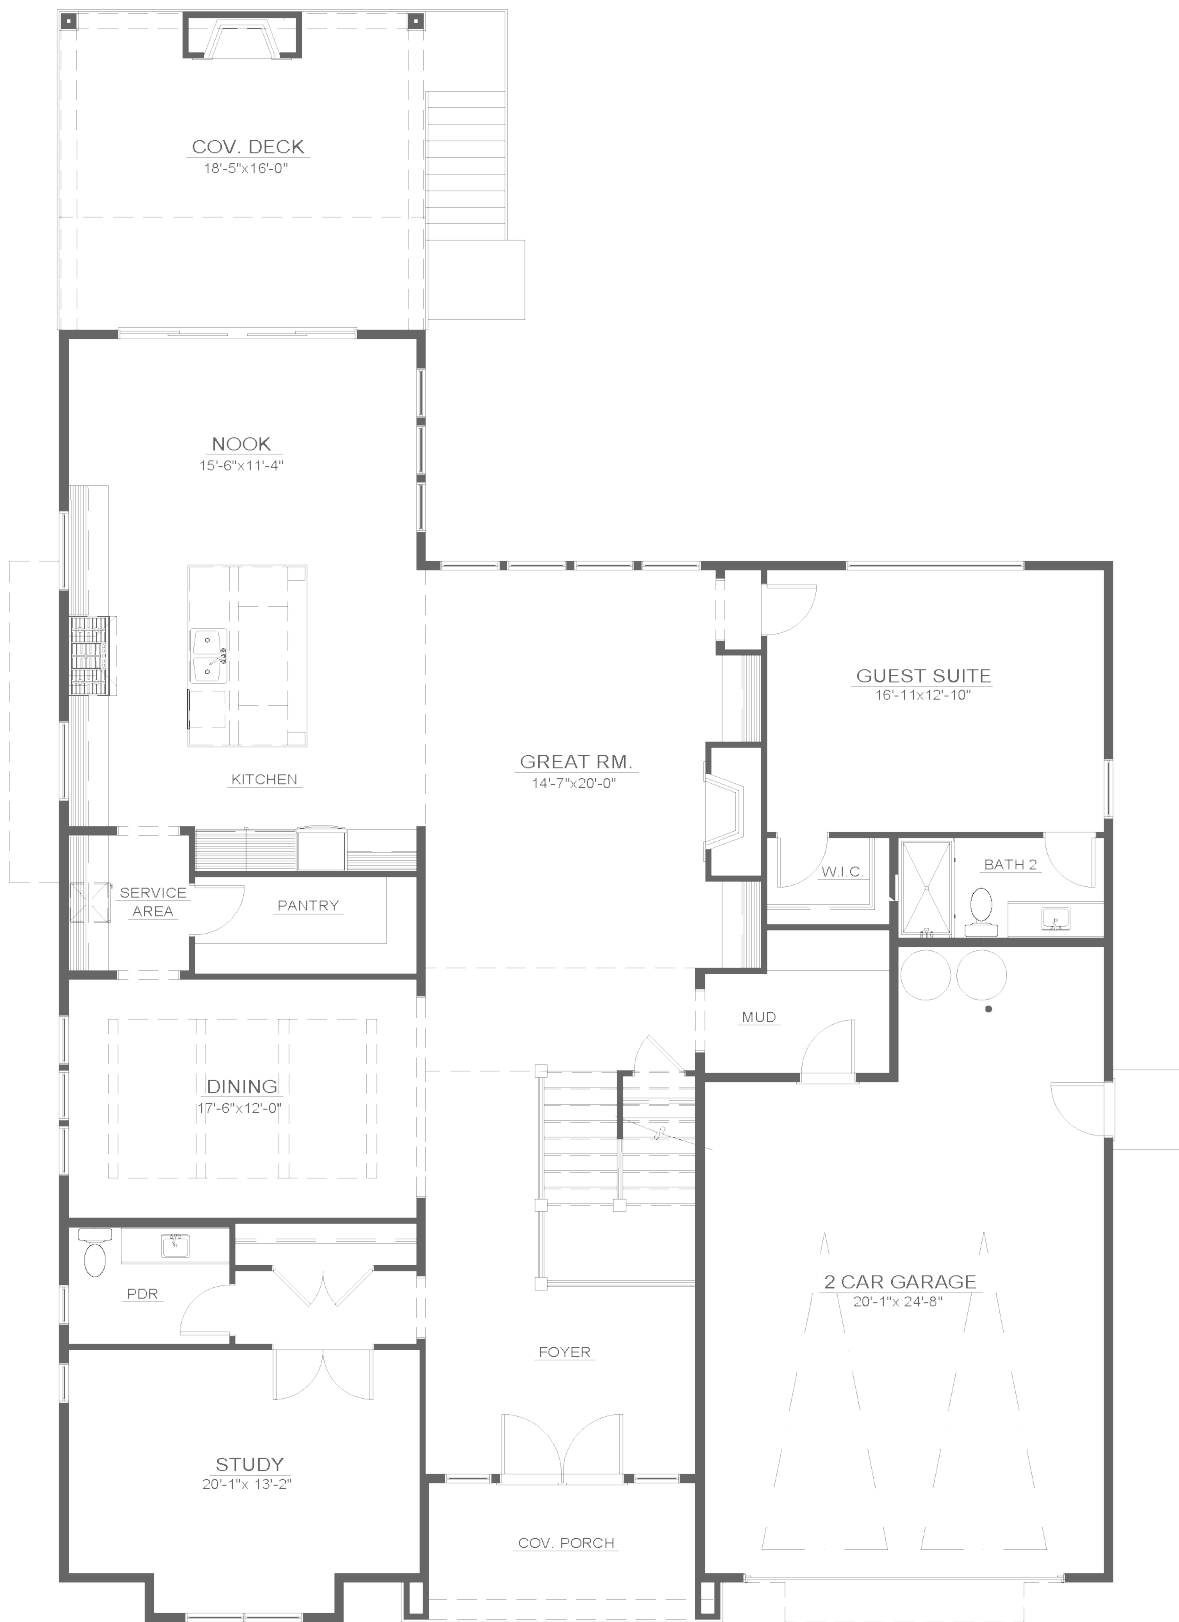 COV. DECK
18'-5"x16'-0"
NOOK
15'-6"x11'-4"
GUEST SUITE
16'-11x12'-10"
GREAT RM.
14'-7"x20'-0"
KITCHEN
BATH 2
W.I.C.
SERVICE
AREA
PANTRY
MUD
DINING
17'-6"x12'-0"
2 CAR GARAGE
20'-1"x 24'-8"
PDR
FOYER
STUDY
20'-1"x 13'-2"
COV. PORCH